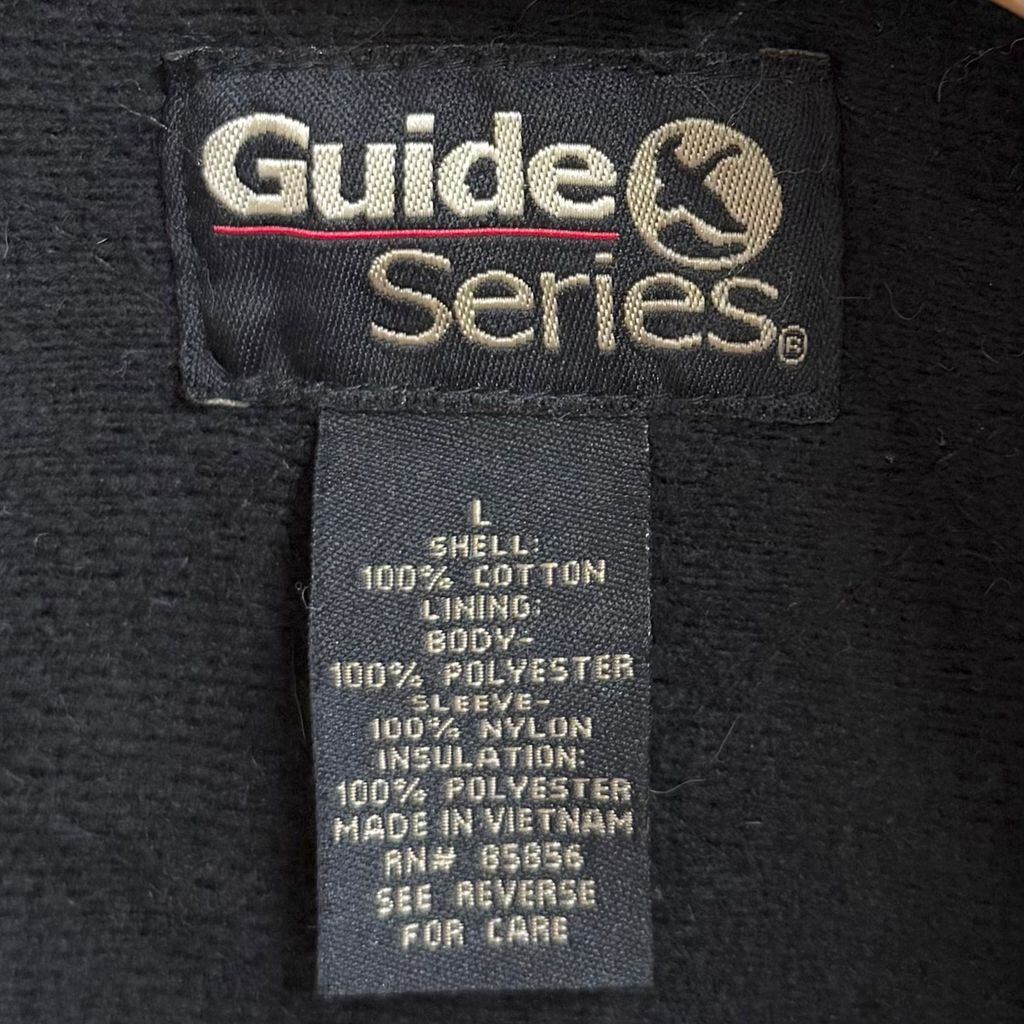 Guide
Series®
L
SHELL:
100% COTTON
LINING:
BODY-
100% POLYESTER
SLEEVE-
100% NYLON
INSULATION:
100% POLYESTER
MADE IN VIETNAM
RN#
SEE REVERSE
FOR CARE